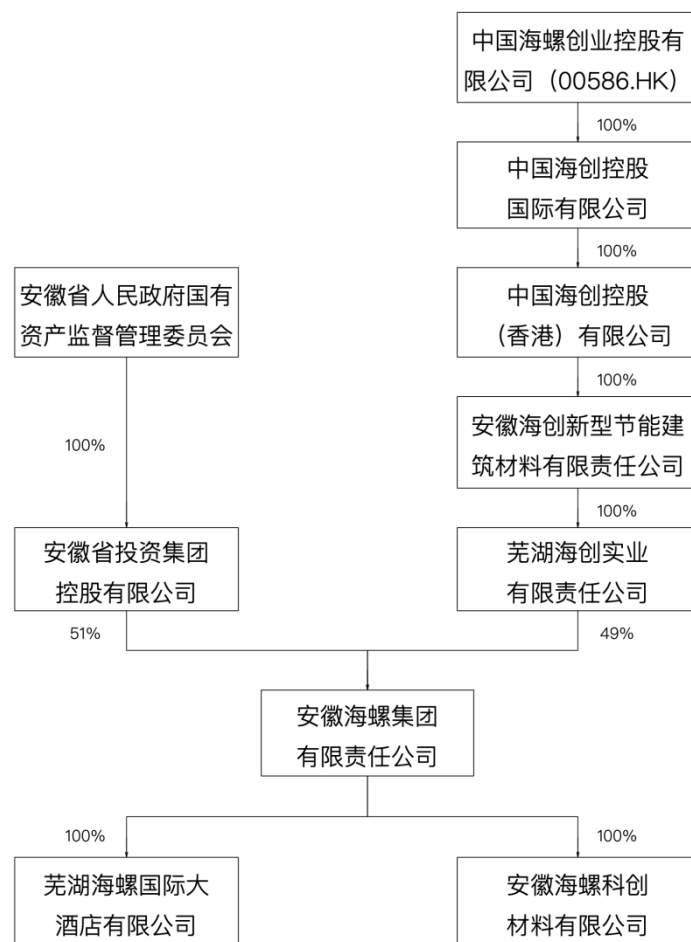 中国海螺创业控股有
限公司（00586.HK）
100%
中国海创控股
国际有限公司
100%
安徽省人民政府国有
资产监督管理委员会
中国海创控股
（香港）有限公司
100%
安徽海创新型节能建
筑材料有限责任公司
100%
100%
安徽省投资集团
控股有限公司
芜湖海创实业
有限责任公司
51%
49%
安徽海螺集团
有限责任公司
100%
100%
芜湖海螺国际大
酒店有限公司
安徽海螺科创
材料有限公司